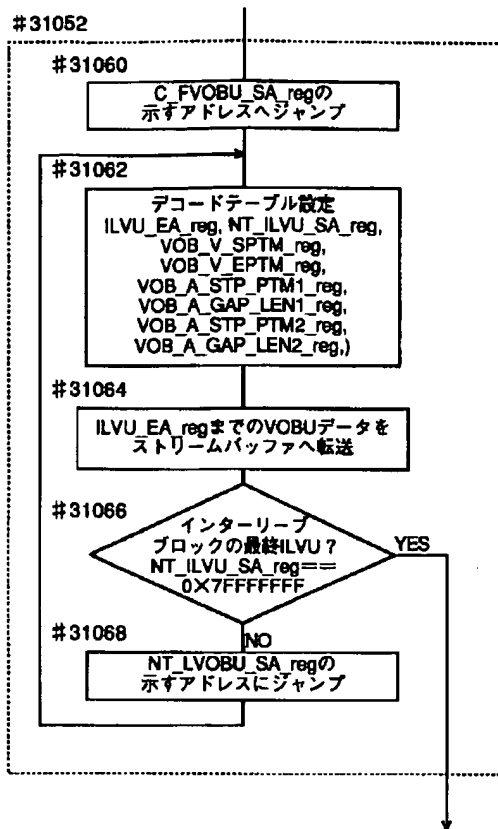 #31052
#31060
C_FVOBU_SA_regの
示すアドレスへジャンプ
#31062
デコードテーブル設定
ILVU_EA_reg, NT_ILVU_SA_reg,
VOB_V_SPTM_reg,
VOB_V_EPTM_reg,
VOB_A_STP_PTM1_reg,
VOB_A_GAP_LEN1_reg,
VOB_A_STP_PTM2_reg,
VOB_A_GAP_LEN2_reg,)
#31064
ILVU_EA_regまでのVOBUデータを
ストリームバッファへ転送
#31066
インターリーブ
ブロックの最終ILVU?
NT_ILVU_SA_reg==
0×7FFFFFFF
YES
NO
#31068
NT_LVOBU_SA_regの
示すアドレスにジャンプ